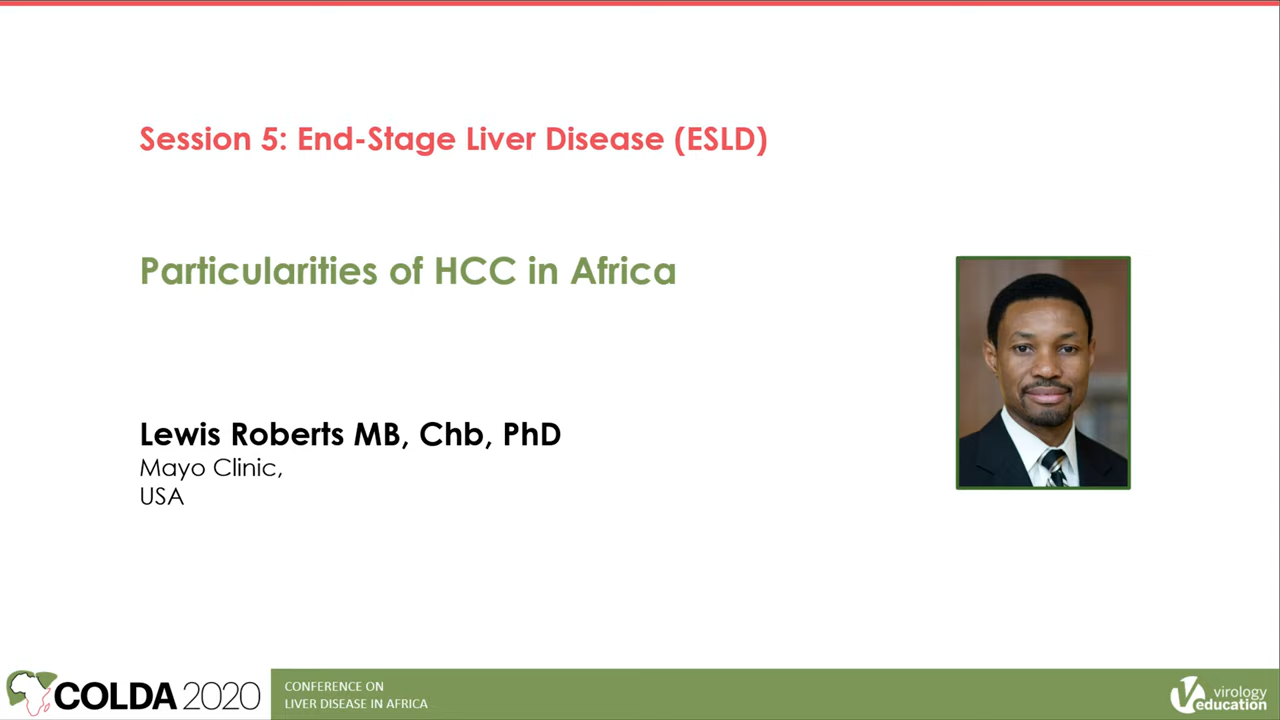 Session 5: End-Stage Liver Disease (ESLD)
Particularities of HCC in Africa
Lewis Roberts MB, Chb, PhD
Mayo Clinic,
USA
COLDA 2020
CONFERENCE ON
LIVER DISEASE IN AFRICA
virology
education